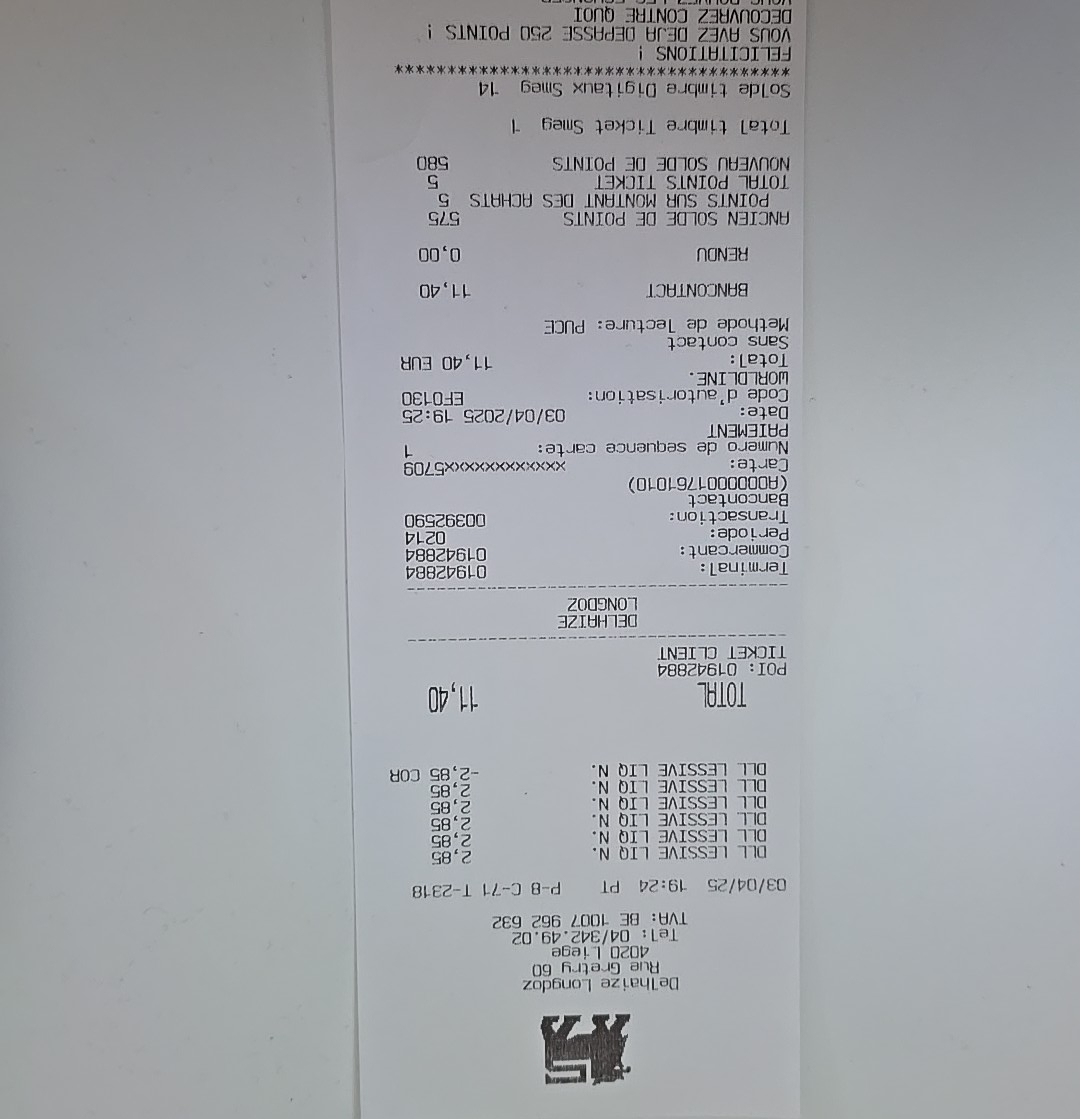 Delhaize Longdoz
Rue Gretry 60
4020 Liege
Tel: 04/342.49.02
TVA: BE 1007 962 632
03/04/25 19:24 PT P-8 C-71 T-2318
DLL LESSIVE LIQ N. 2,85
DLL LESSIVE LIQ N. 2,85
DLL LESSIVE LIQ N. 2,85
DLL LESSIVE LIQ N. 2,85
DLL LESSIVE LIQ N. 2,85
DLL LESSIVE LIQ N. -2,85 COR
TOTAL 11,40
POI: 01942884
TICKET CLIENT
DELHAIZE
LONGDOZ
Terminal: 01942884
Commercant: 01942884
Periode: 0214
Transaction: 00392590
Bancontact
(A0000001761010)
Carte: xxxxxxxxxxxxx5709
Numero de sequence carte: 1
PAIEMENT
Date: 03/04/2025 19:25
Code d'autorisation: EF0130
WORLDLINE.
Total: 11,40 EUR
Sans contact
Methode de lecture: PUCE
BANCONTACT 11,40
RENDU 0,00
ANCIEN SOLDE DE POINTS 575
POINTS SUR MONTANT DES ACHATS 5
TOTAL POINTS TICKET 5
NOUVEAU SOLDE DE POINTS 580
Total timbre Ticket Smeg 1
Solde timbre Digitaux Smeg 14
****************************************
FELICITATIONS !
VOUS AVEZ DEJA DEPASSE 250 POINTS !
DECOUVREZ CONTRE QUOI